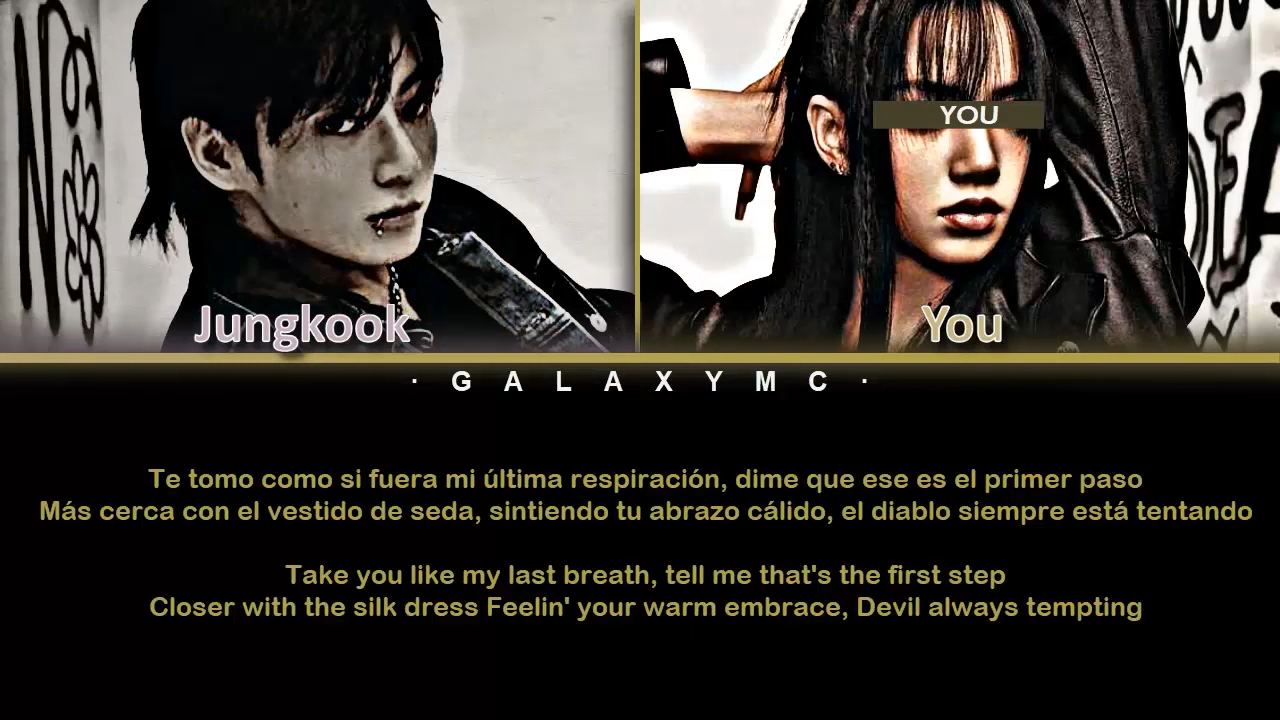 YOU
Jungkook
You
· GALAXYMC ·
Te tomo como si fuera mi última respiración, dime que ese es el primer paso
Más cerca con el vestido de seda, sintiendo tu abrazo cálido, el diablo siempre está tentando
Take you like my last breath, tell me that's the first step
Closer with the silk dress Feelin' your warm embrace, Devil always tempting